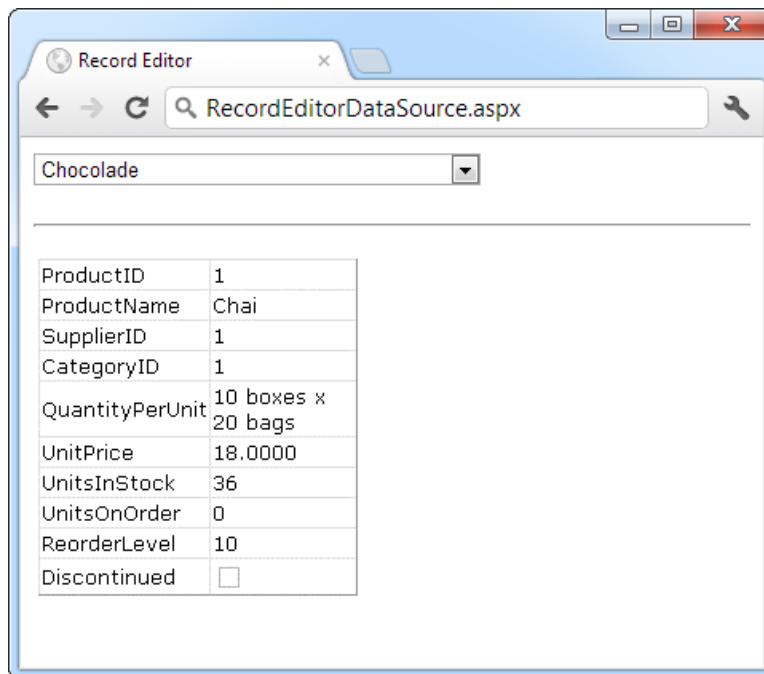 Record Editor
RecordEditorDataSource.aspx
Chocolade
ProductID 1
ProductName Chai
SupplierID 1
CategoryID 1
QuantityPerUnit 10 boxes x
20 bags
UnitPrice 18.0000
UnitsInStock 36
UnitsOnOrder 0
ReorderLevel 10
Discontinued